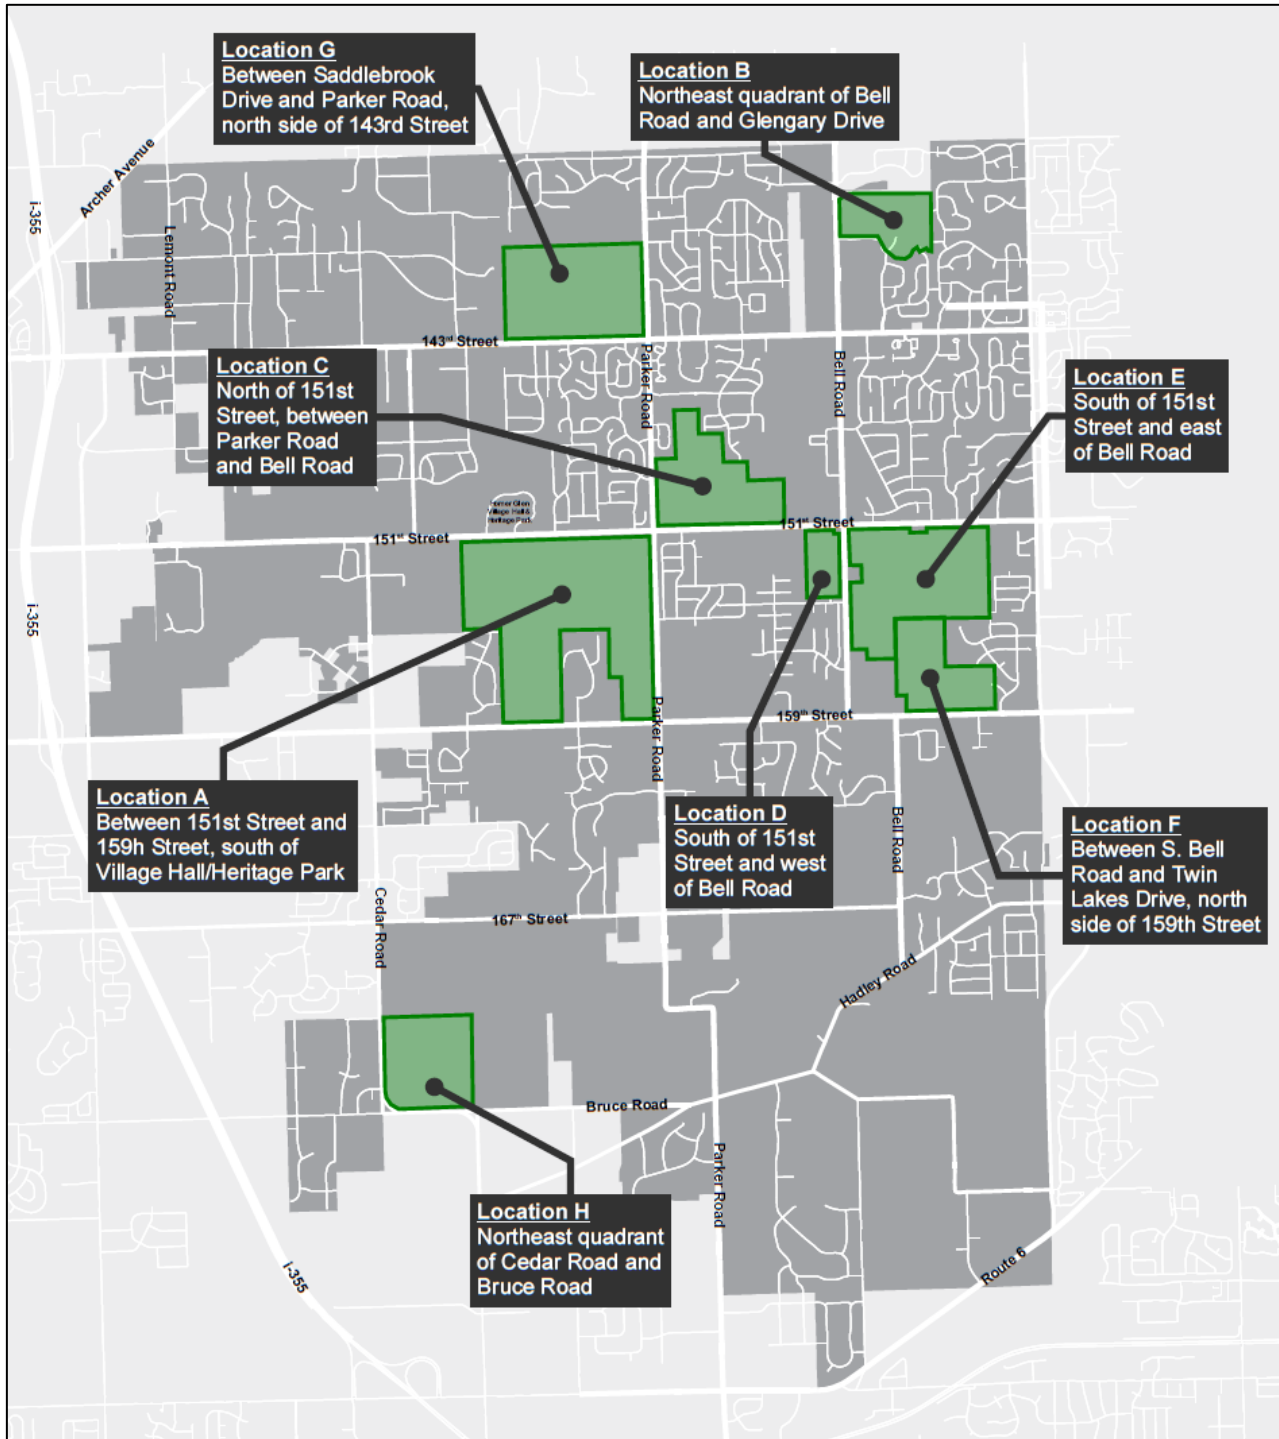 Location G
Between Saddlebrook
Drive and Parker Road,
north side of 143rd Street
Location B
Northeast quadrant of Bell
Road and Glengary Drive
Archer Avenue
i-355
Lemont Road
143rd Street
Parker Road
Bell Road
Location C
North of 151st
Street, between
Parker Road
and Bell Road
Location E
South of 151st
Street and east
of Bell Road
Homer Glen
Village Hall &
Heritage Park
151st Street
151st Street
i-355
Parker Road
159th Street
Location A
Between 151st Street and
159h Street, south of
Village Hall/Heritage Park
Location D
South of 151st
Street and west
of Bell Road
Bell Road
Location F
Between S. Bell
Road and Twin
Lakes Drive, north
side of 159th Street
Cedar Road
167th Street
Hadley Road
Bruce Road
Parker Road
Location H
Northeast quadrant
of Cedar Road and
Bruce Road
i-355
Route 6